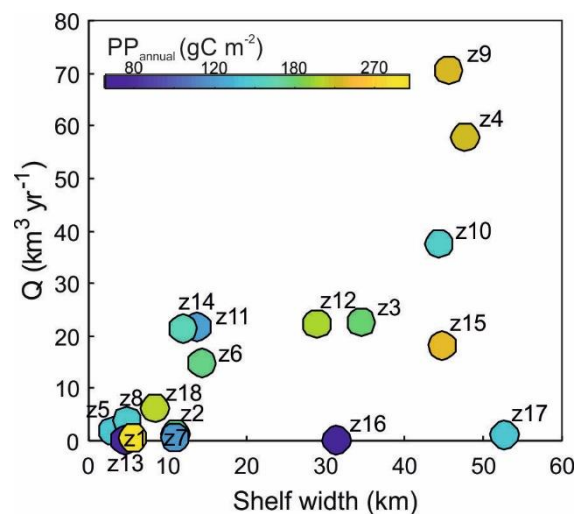 80
PP_annual (gC m⁻²)
80 120 180 270
z9
70
60
z4
50
Q (km³ yr⁻¹)
40
z10
30
z14 z11 z12 z3
20
z15
z6
10
z18
z5 z8 z2
0
z1 z7 z16 z17
z13
0 10 20 30 40 50 60
Shelf width (km)